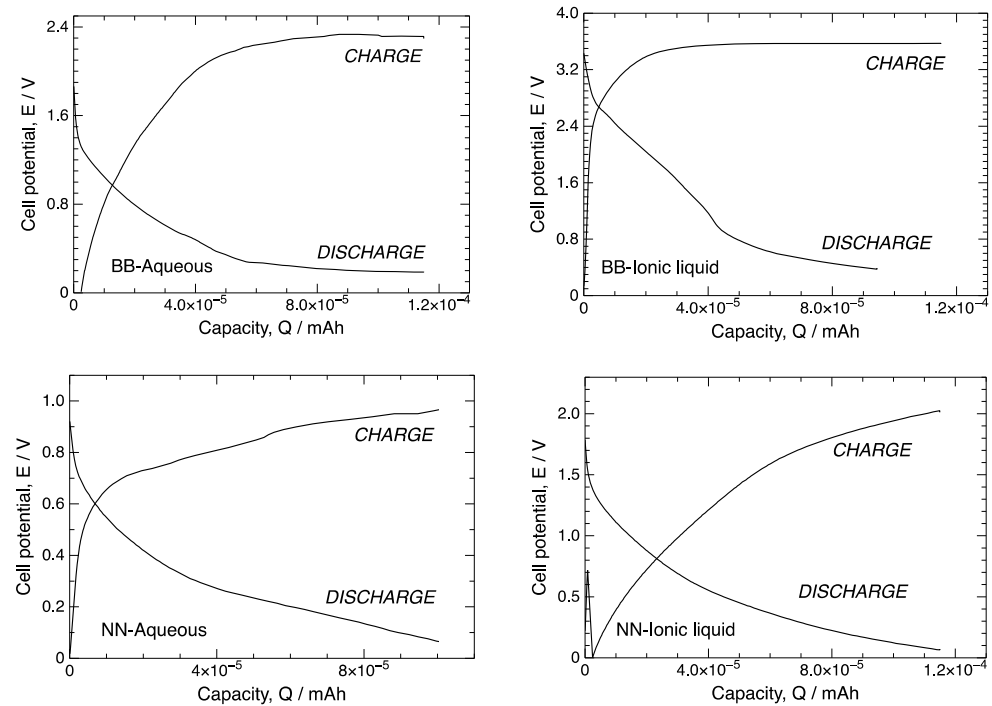 2.4
1.6
0.8
0
Cell potential, E / V
CHARGE
DISCHARGE
BB-Aqueous
0 4.0×10⁻⁵ 8.0×10⁻⁵ 1.2×10⁻⁴
Capacity, Q / mAh
4.0
3.2
2.4
1.6
0.8
0
Cell potential, E / V
CHARGE
DISCHARGE
BB-Ionic liquid
0 4.0×10⁻⁵ 8.0×10⁻⁵ 1.2×10⁻⁴
Capacity, Q / mAh
1.0
0.8
0.6
0.4
0.2
0
Cell potential, E / V
CHARGE
DISCHARGE
NN-Aqueous
0 4×10⁻⁵ 8×10⁻⁵
Capacity, Q / mAh
2.0
1.5
1.0
0.5
0
Cell potential, E / V
CHARGE
DISCHARGE
NN-Ionic liquid
0 4.0×10⁻⁵ 8.0×10⁻⁵ 1.2×10⁻⁴
Capacity, Q / mAh